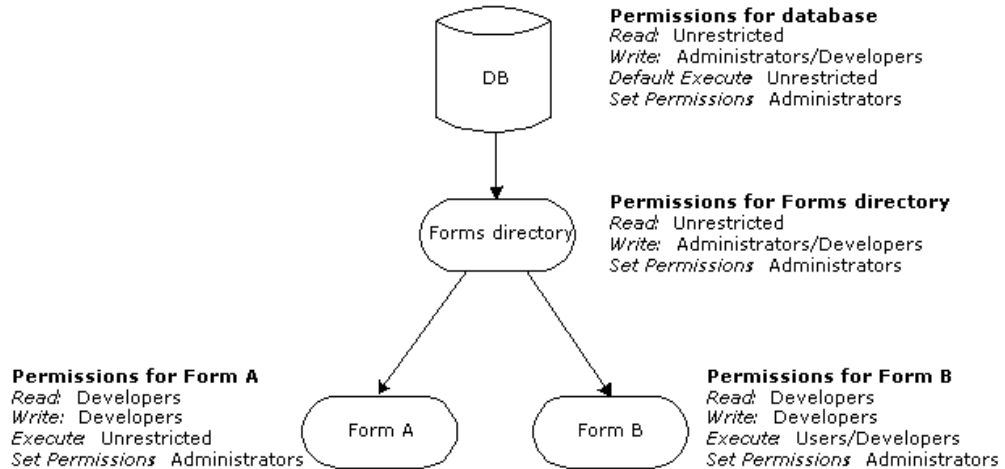 Permissions for database
Read: Unrestricted
Write: Administrators/Developers
Default Execute Unrestricted
Set Permissions Administrators
DB
Permissions for Forms directory
Read: Unrestricted
Write: Administrators/Developers
Set Permissions Administrators
Forms directory
Permissions for Form A
Read: Developers
Write: Developers
Execute Unrestricted
Set Permissions Administrators
Form A
Form B
Permissions for Form B
Read: Developers
Write: Developers
Execute Users/Developers
Set Permissions Administrators